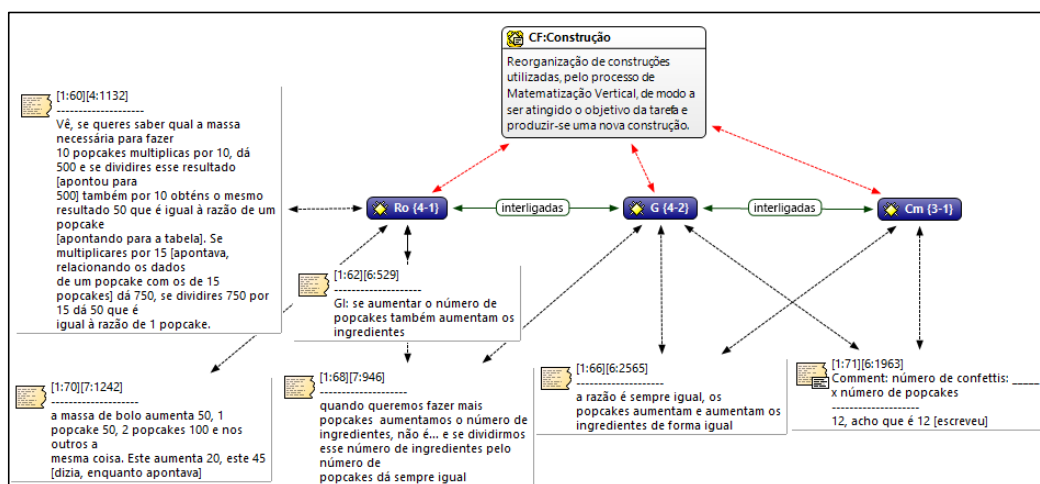 CF:Construção
Reorganização de construções
utilizadas, pelo processo de
Matematização Vertical, de modo a
ser atingido o objetivo da tarefa e
produzir-se uma nova construção.
[1:60][4:1132]
--------------------
Vê, se queres saber qual a massa
necessária para fazer
10 popcakes multiplicas por 10, dá
500 e se dividires esse resultado
[apontou para
500] também por 10 obténs o mesmo
resultado 50 que é igual à razão de um
popcake
[apontando para a tabela]. Se
multiplicares por 15 [apontava,
relacionando os dados
de um popcake com os de 15
popcakes] dá 750, se dividires 750 por
15 dá 50 que é
igual à razão de 1 popcake.
Ro {4-1}
interligadas
G {4-2}
interligadas
Cm {3-1}
[1:62][6:529]
--------------------
GI: se aumentar o número de
popcakes também aumentam os
ingredientes
[1:70][7:1242]
--------------------
a massa de bolo aumenta 50, 1
popcake 50, 2 popcakes 100 e nos
outros a
mesma coisa. Este aumenta 20, este 45
[dizia, enquanto apontava]
[1:68][7:946]
--------------------
quando queremos fazer mais
popcakes aumentamos o número de
ingredientes, não é... e se dividirmos
esse número de ingredientes pelo
número de
popcakes dá sempre igual
[1:66][6:2565]
--------------------
a razão é sempre igual, os
popcakes aumentam e aumentam os
ingredientes de forma igual
[1:71][6:1963]
Comment: número de confettis: _____
x número de popcakes
--------------------
12, acho que é 12 [escreveu]